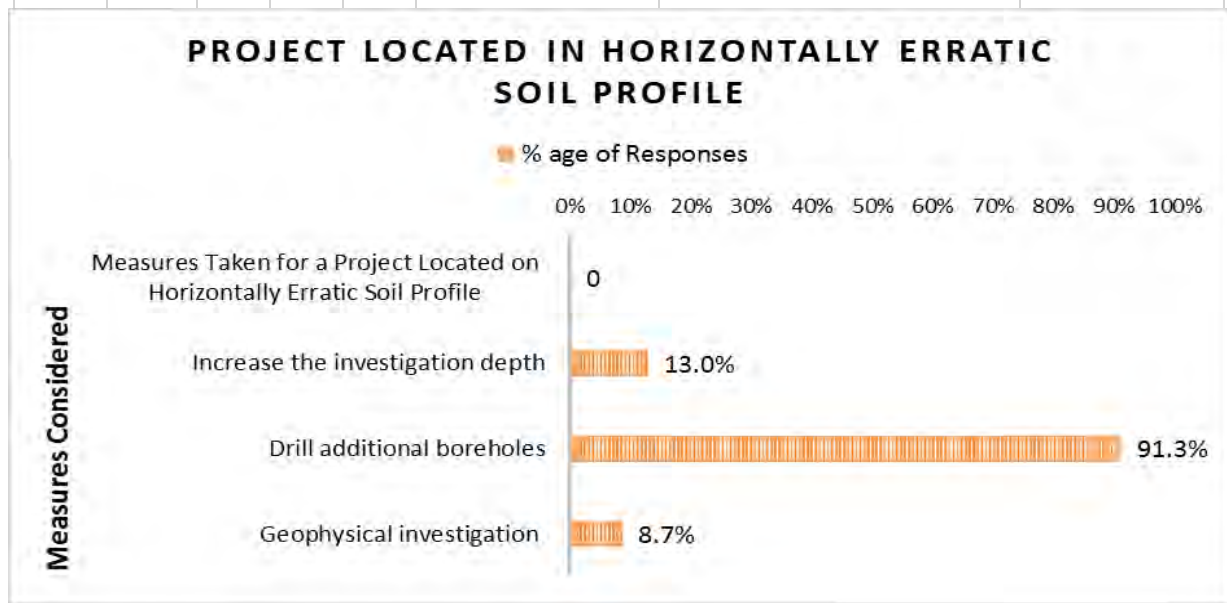 PROJECT LOCATED IN HORIZONTALLY ERRATIC
SOIL PROFILE
% age of Responses
0% 10% 20% 30% 40% 50% 60% 70% 80% 90% 100%
Measures Considered
Measures Taken for a Project Located on
Horizontally Erratic Soil Profile
0
Increase the investigation depth
13.0%
Drill additional boreholes
91.3%
Geophysical investigation
8.7%